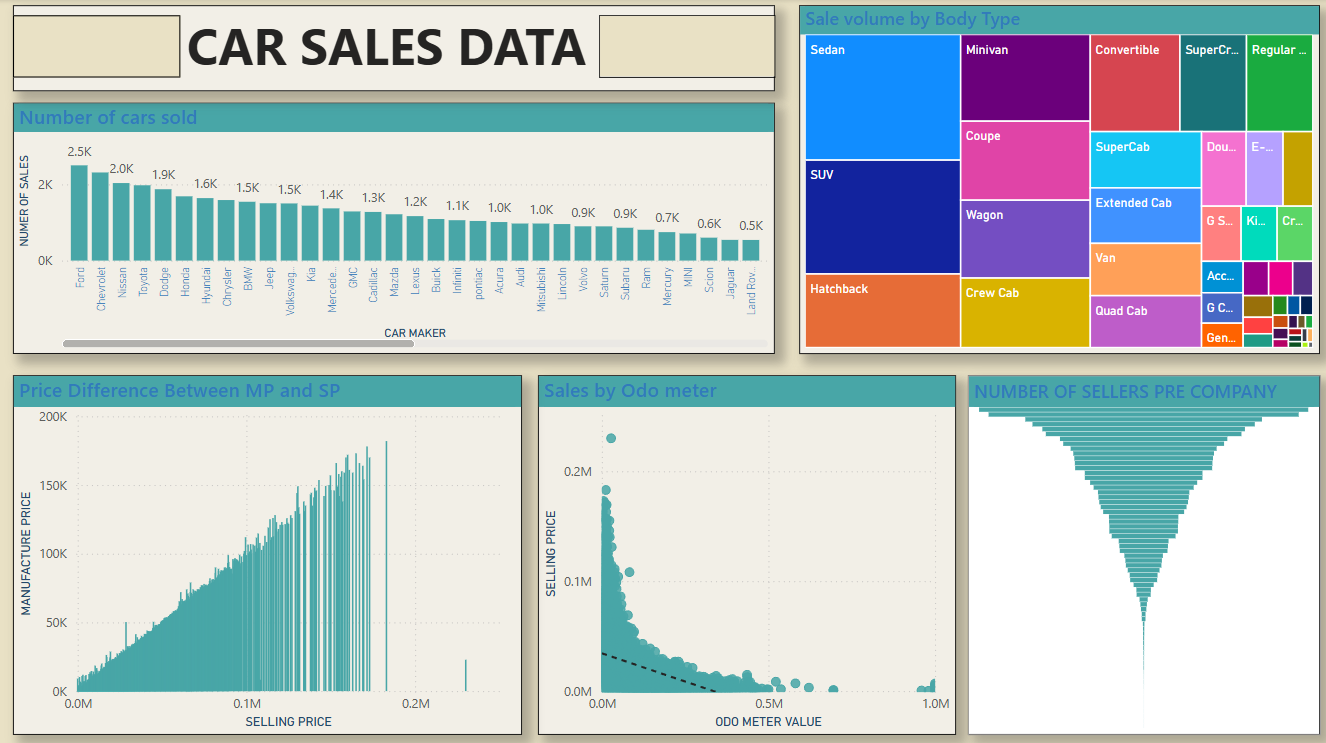 CAR SALES DATA
Number of cars sold
NUMER OF SALES
2K
0K
2.5K
2.0K
1.9K
1.6K
1.5K
1.5K
1.4K
1.3K
1.2K
1.1K
1.0K
1.0K
0.9K
0.9K
0.7K
0.6K
0.5K
Ford
Chevrolet
Nissan
Toyota
Dodge
Honda
Hyundai
Chrysler
BMW
Jeep
Volkswag...
Kia
Mercede...
GMC
Cadillac
Mazda
Lexus
Buick
Infiniti
pontiac
Acura
Audi
Mitsubishi
Lincoln
Volvo
Saturn
Subaru
Ram
Mercury
MINI
Scion
Jaguar
Land Rov...
CAR MAKER
Sale volume by Body Type
Sedan
SUV
Hatchback
Minivan
Coupe
Wagon
Crew Cab
Convertible
SuperCr...
Regular ...
SuperCab
Extended Cab
Van
Quad Cab
Dou...
E-...
G S...
Ki...
Cr...
Acc...
G C...
Gen...
Price Difference Between MP and SP
MANUFACTURE PRICE
200K
150K
100K
50K
0K
0.0M
0.1M
0.2M
SELLING PRICE
Sales by Odo meter
SELLING PRICE
0.2M
0.1M
0.0M
0.0M
0.5M
1.0M
ODO METER VALUE
NUMBER OF SELLERS PRE COMPANY